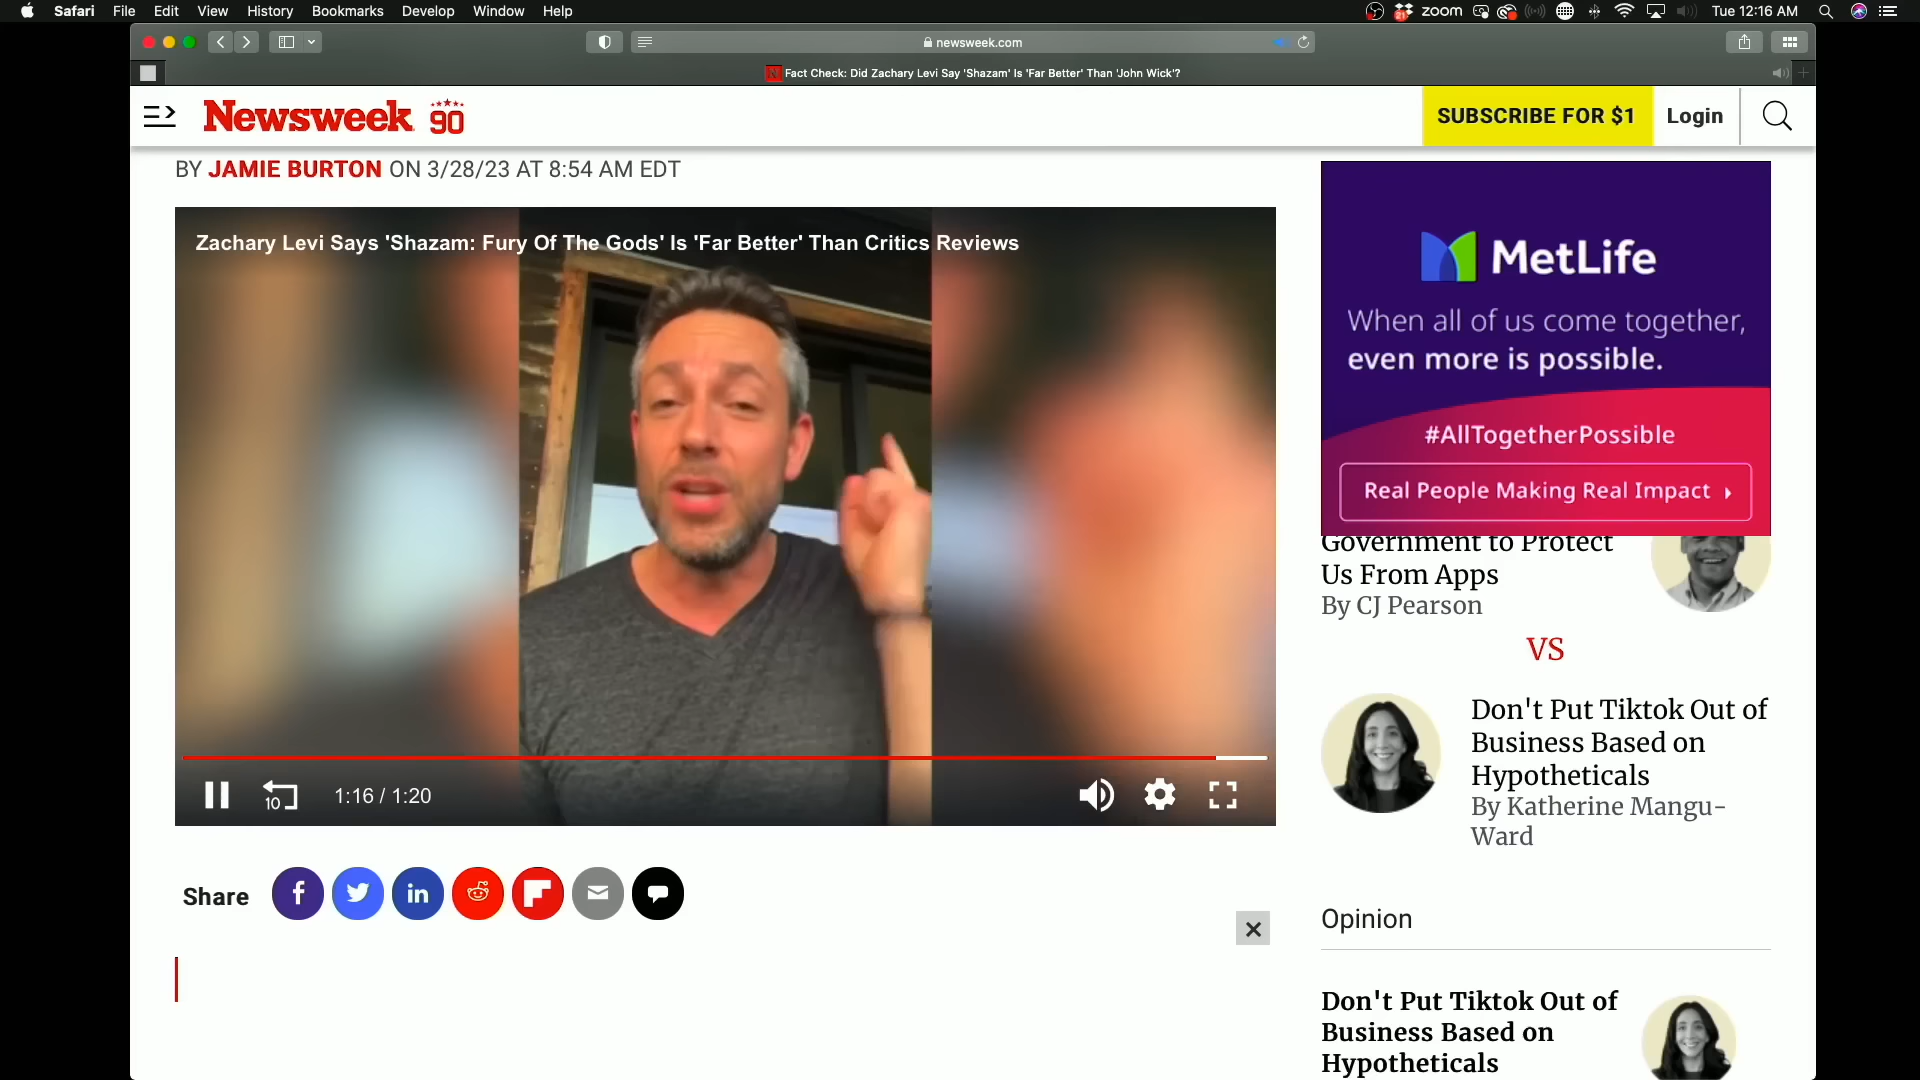 Safari File Edit View History Bookmarks Develop Window Help
21 zoom Tue 12:16 AM
newsweek.com
Fact Check: Did Zachary Levi Say 'Shazam' Is 'Far Better' Than 'John Wick'?
Newsweek 90
SUBSCRIBE FOR $1 Login
BY JAMIE BURTON ON 3/28/23 AT 8:54 AM EDT
Zachary Levi Says 'Shazam: Fury Of The Gods' Is 'Far Better' Than Critics Reviews
10 1:16 / 1:20
Share
MetLife
When all of us come together,
even more is possible.
#AllTogetherPossible
Real People Making Real Impact
Government to Protect
Us From Apps
By CJ Pearson
VS
Don't Put Tiktok Out of
Business Based on
Hypotheticals
By Katherine Mangu-
Ward
Opinion
Don't Put Tiktok Out of
Business Based on
Hypotheticals